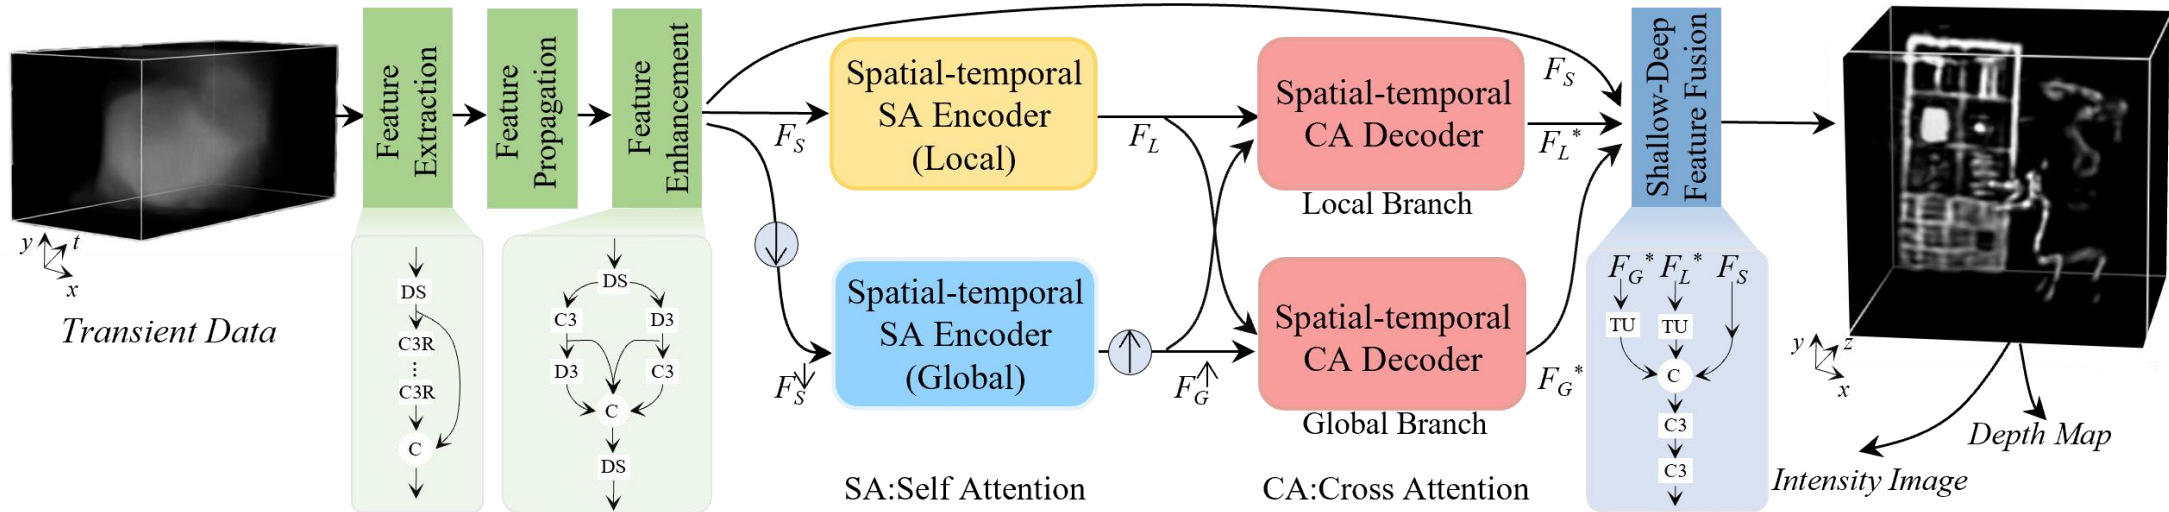 y t
x
Transient Data
Feature
Extraction
Feature
Propagation
Feature
Enhancement
DS
C3R
⋮
C3R
C
DS
C3 D3
D3 C3
C
DS
F_S
F_S↓
Spatial-temporal
SA Encoder
(Local)
Spatial-temporal
SA Encoder
(Global)
SA:Self Attention
F_L
F_G↑
Spatial-temporal
CA Decoder
Local Branch
Spatial-temporal
CA Decoder
Global Branch
CA:Cross Attention
F_S
F_L*
F_G*
Shallow-Deep
Feature Fusion
F_G* F_L* F_S
TU TU
C
C3
C3
y z
x
Depth Map
Intensity Image